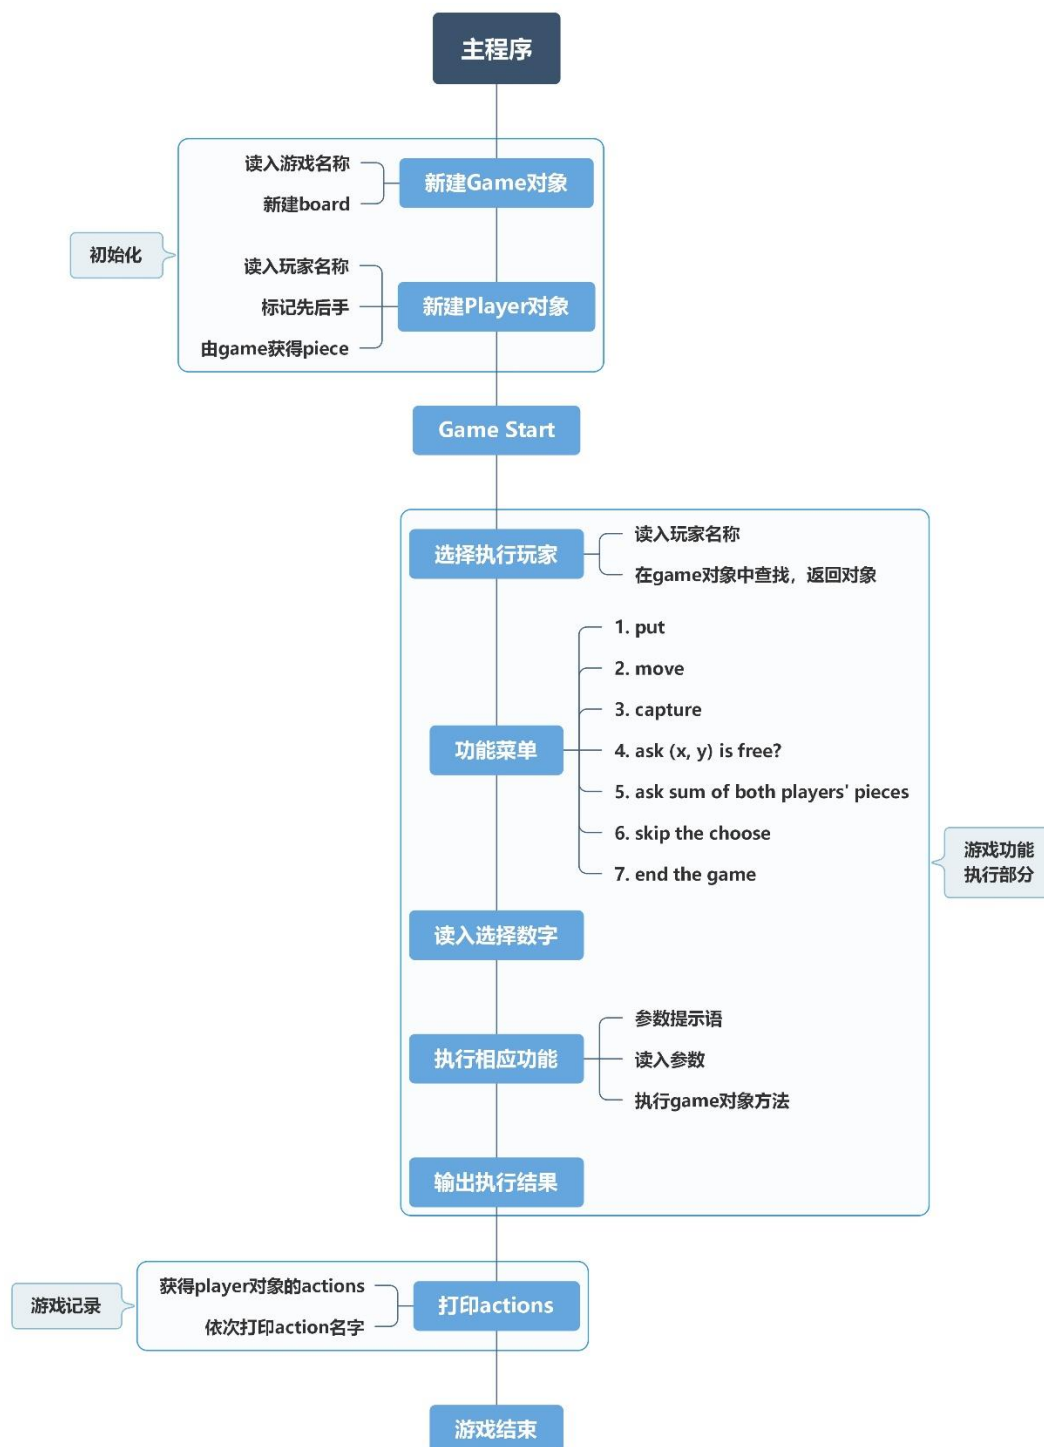 主程序
读入游戏名称
新建Game对象
新建board
初始化
读入玩家名称
标记先后手
新建Player对象
由game获得piece
Game Start
选择执行玩家
读入玩家名称
在game对象中查找，返回对象
1. put
2. move
3. capture
功能菜单
4. ask (x, y) is free?
5. ask sum of both players' pieces
6. skip the choose
7. end the game
游戏功能
执行部分
读入选择数字
参数提示语
执行相应功能
读入参数
执行game对象方法
输出执行结果
游戏记录
获得player对象的actions
打印actions
依次打印action名字
游戏结束